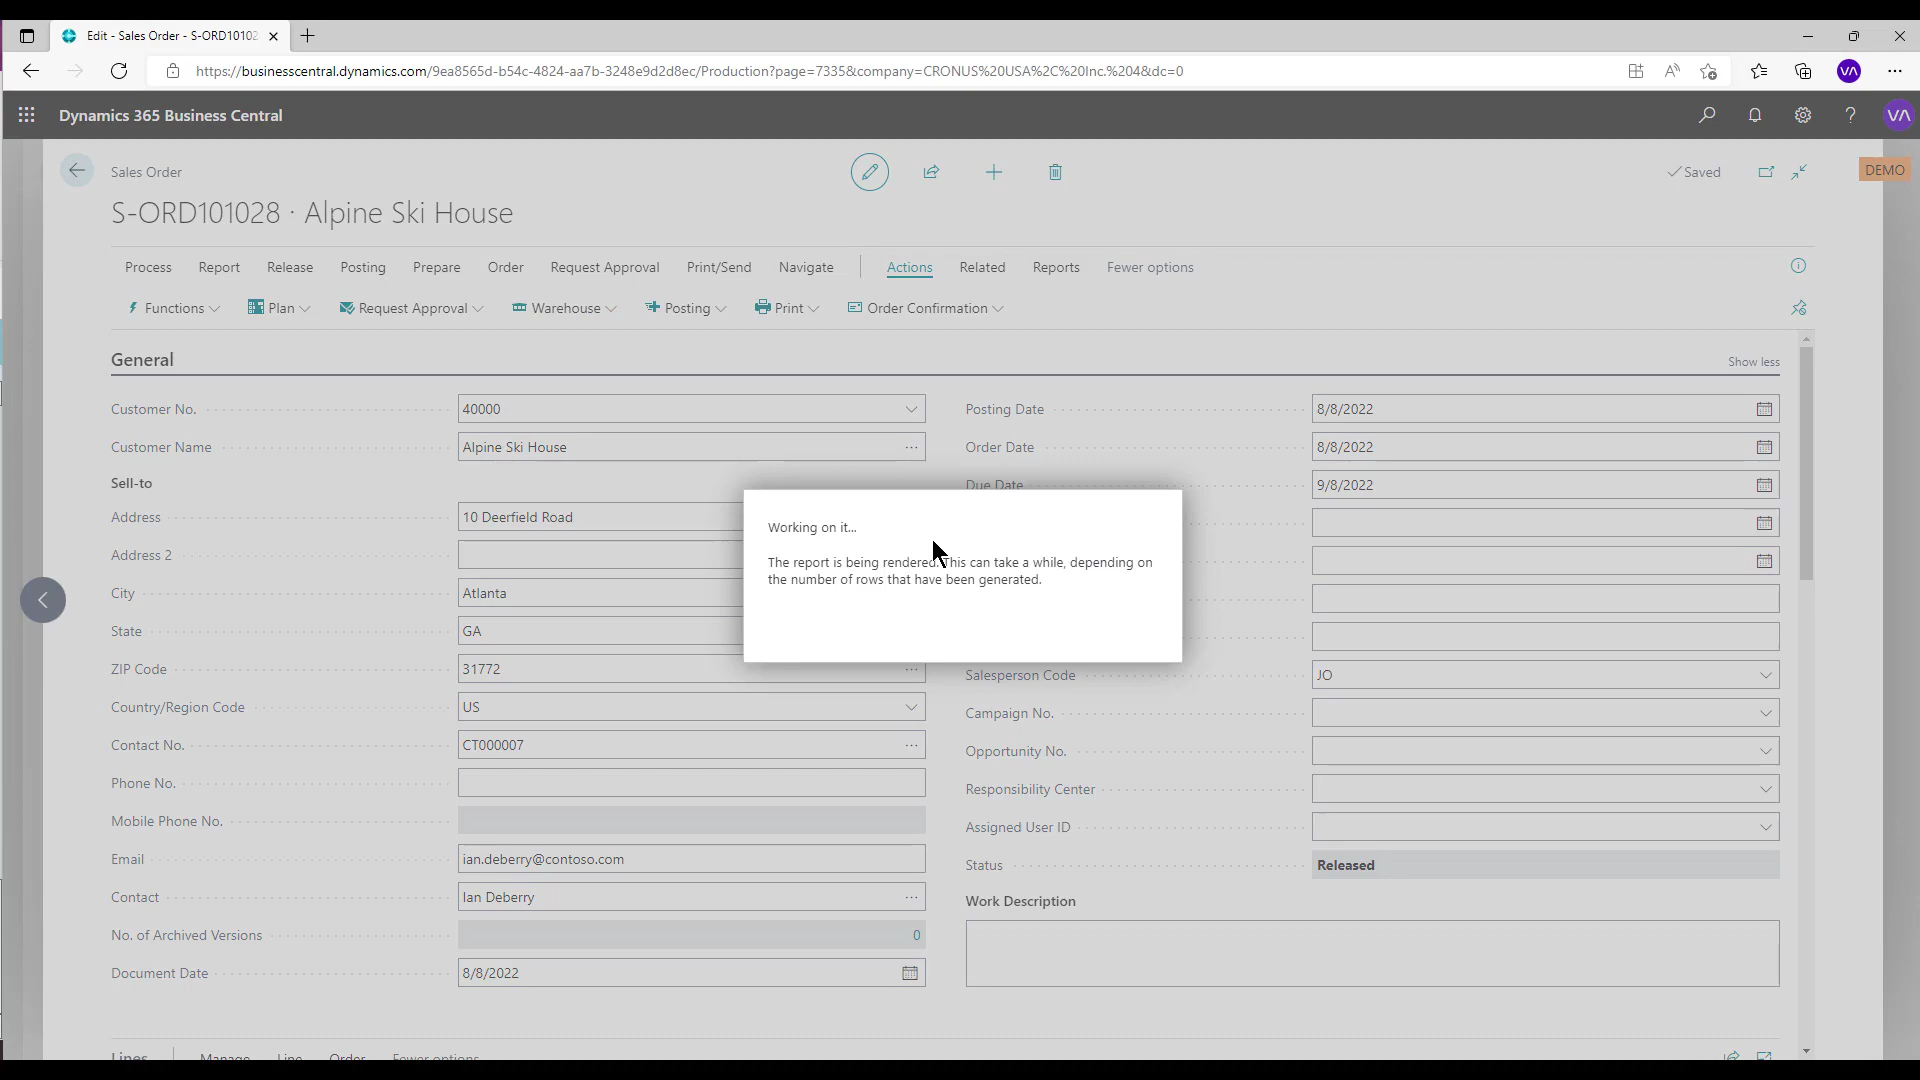 Edit - Sales Order - S-ORD10102
https://businesscentral.dynamics.com/9ea8565d-b54c-4824-aa7b-3248e9d2d8ec/Production?page=7335&company=CRONUS%20USA%2C%20Inc.%204&dc=0
VA
Dynamics 365 Business Central
VA
Sales Order
Saved
DEMO
S-ORD101028 · Alpine Ski House
Process Report Release Posting Prepare Order Request Approval Print/Send Navigate Actions Related Reports Fewer options
Functions Plan Request Approval Warehouse Posting Print Order Confirmation
General
Show less
Customer No. 40000
Customer Name Alpine Ski House
Sell-to
Address 10 Deerfield Road
Address 2
City Atlanta
State GA
ZIP Code 31772
Country/Region Code US
Contact No. CT000007
Phone No.
Mobile Phone No.
Email ian.deberry@contoso.com
Contact Ian Deberry
No. of Archived Versions 0
Document Date 8/8/2022
Posting Date 8/8/2022
Order Date 8/8/2022
Due Date 9/8/2022
Working on it...
The report is being rendered. This can take a while, depending on
the number of rows that have been generated.
Salesperson Code JO
Campaign No.
Opportunity No.
Responsibility Center
Assigned User ID
Status Released
Work Description
Lines Manage Line Order Fewer options